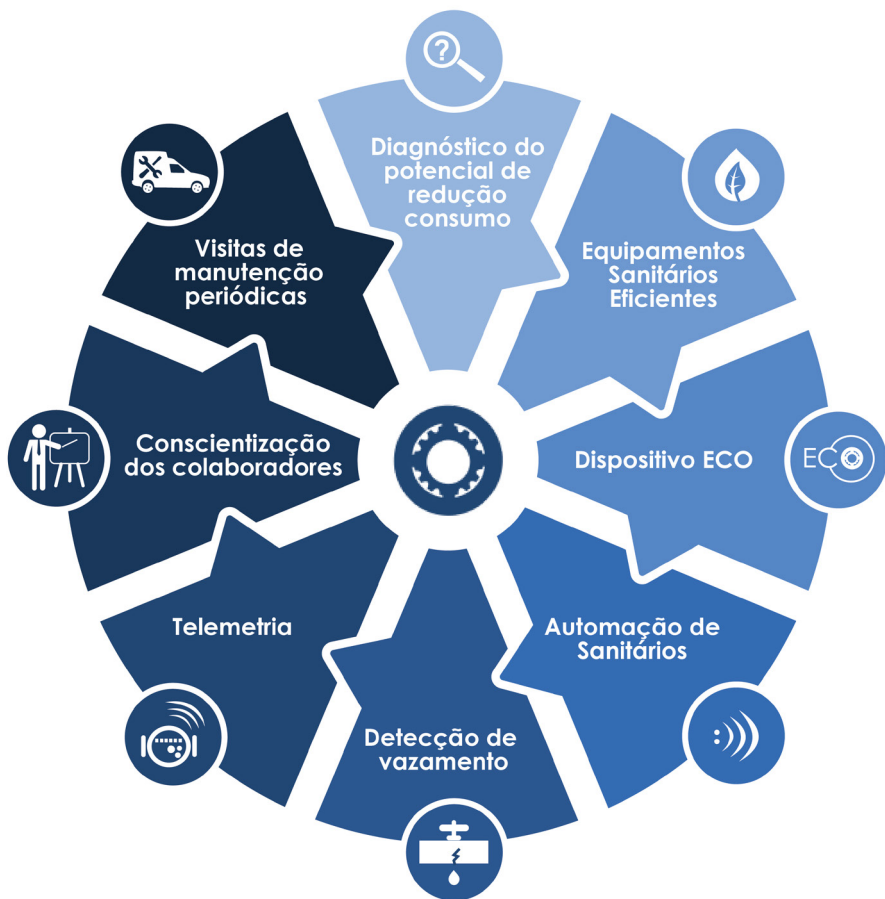 ?
Diagnóstico do
potencial de
redução
consumo
Equipamentos
Sanitários
Eficientes
Dispositivo ECO
ECO
Automação de
Sanitários
Detecção de
vazamento
Telemetria
Conscientização
dos colaboradores
Visitas de
manutenção
periódicas